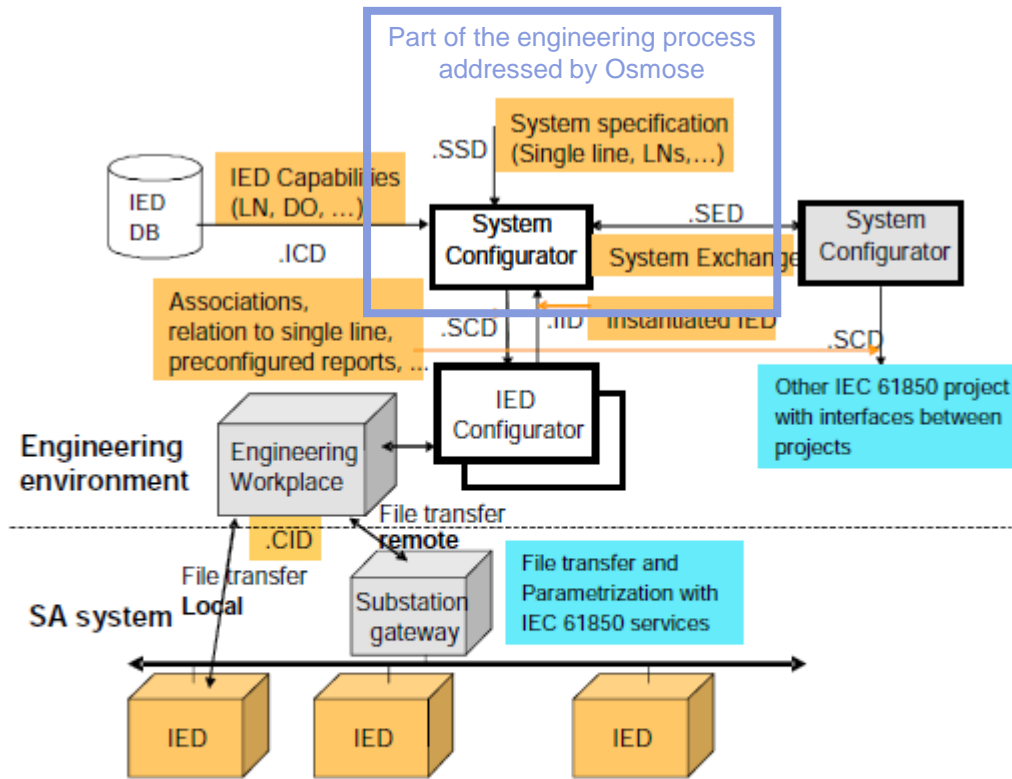 Part of the engineering process
addressed by Osmose
System specification
(Single line, LNs,...)
.SSD
IED Capabilities
(LN, DO, ...)
IED
DB
.ICD
System
Configurator
.SED
System
Configurator
System Exchange
Associations,
relation to single line,
preconfigured reports, ...
.SCD
.IID
Instantiated IED
.SCD
IED
Configurator
Other IEC 61850 project
with interfaces between
projects
Engineering
environment
Engineering
Workplace
File transfer
remote
.CID
File transfer
Local
SA system
Substation
gateway
File transfer and
Parametrization with
IEC 61850 services
IED
IED
IED